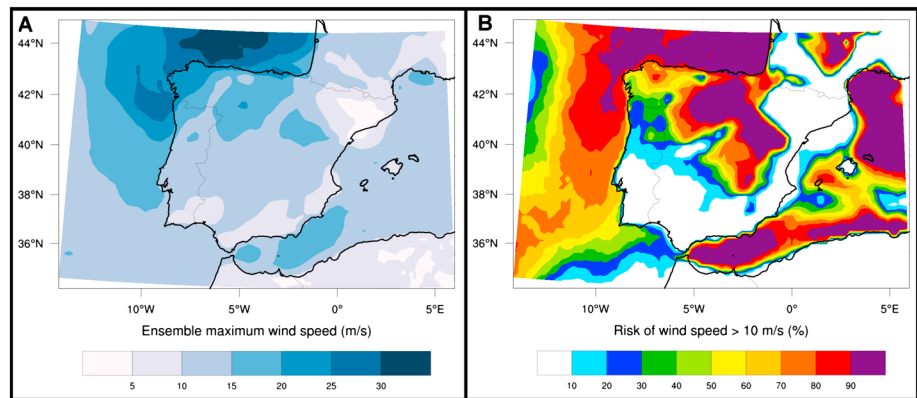 A
44°N
42°N
40°N
38°N
36°N
10°W
5°W
0°
5°E
Ensemble maximum wind speed (m/s)
5
10
15
20
25
30
B
44°N
42°N
40°N
38°N
36°N
10°W
5°W
0°
5°E
Risk of wind speed > 10 m/s (%)
10
20
30
40
50
60
70
80
90